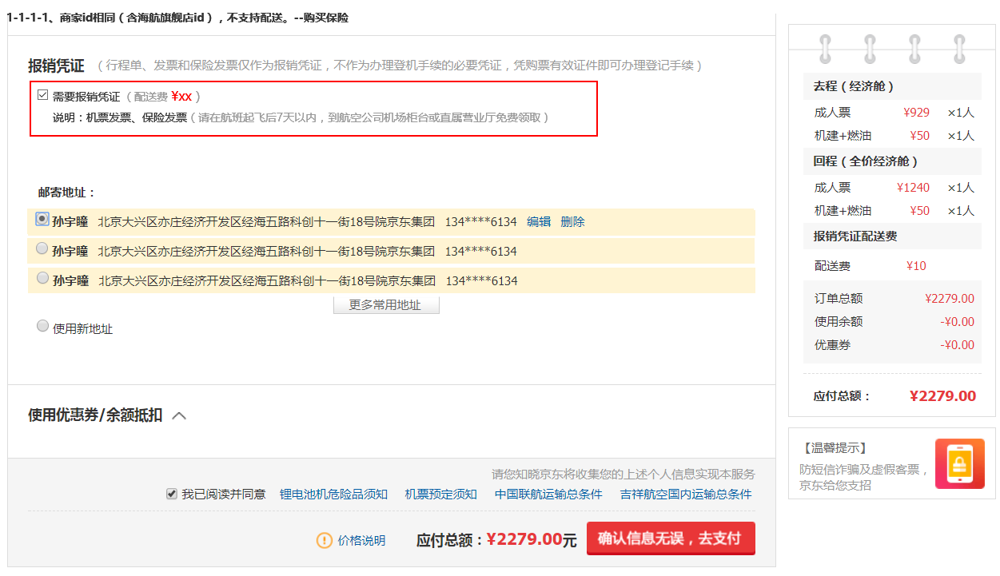 1-1-1-1、商家id相同（含海航旗舰店id），不支持配送。--购买保险
报销凭证 （行程单、发票和保险发票仅作为报销凭证，不作为办理登机手续的必要凭证，凭购票有效证件即可办理登记手续）
需要报销凭证（配送费 ¥xx ）
说明：机票发票、保险发票（请在航班起飞后7天以内，到航空公司机场柜台或直属营业厅免费领取）
邮寄地址：
孙宇曈 北京大兴区亦庄经济开发区经海五路科创十一街18号院京东集团 134****6134 编辑 删除
孙宇曈 北京大兴区亦庄经济开发区经海五路科创十一街18号院京东集团 134****6134
孙宇曈 北京大兴区亦庄经济开发区经海五路科创十一街18号院京东集团 134****6134
更多常用地址
使用新地址
使用优惠券/余额抵扣
请您知晓京东将收集您的上述个人信息实现本服务
我已阅读并同意 锂电池机危险品须知 机票预定须知 中国联航运输总条件 吉祥航空国内运输总条件
价格说明 应付总额：¥2279.00元 确认信息无误，去支付
去程（经济舱）
成人票 ¥929 ×1人
机建+燃油 ¥50 ×1人
回程（全价经济舱）
成人票 ¥1240 ×1人
机建+燃油 ¥50 ×1人
报销凭证配送费
配送费 ¥10
订单总额 ¥2279.00
使用余额 -¥0.00
优惠券 -¥0.00
应付总额： ¥2279.00
【温馨提示】
防短信诈骗及虚假客票，
京东给您支招